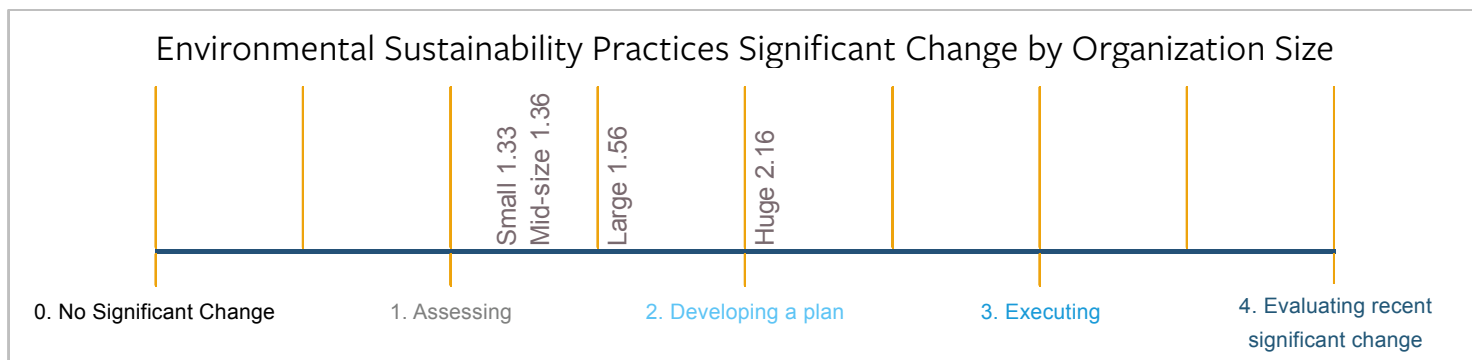 Environmental Sustainability Practices Significant Change by Organization Size
Small 1.33
Mid-size 1.36
Large 1.56
Huge 2.16
0. No Significant Change
1. Assessing
2. Developing a plan
3. Executing
4. Evaluating recent
significant change